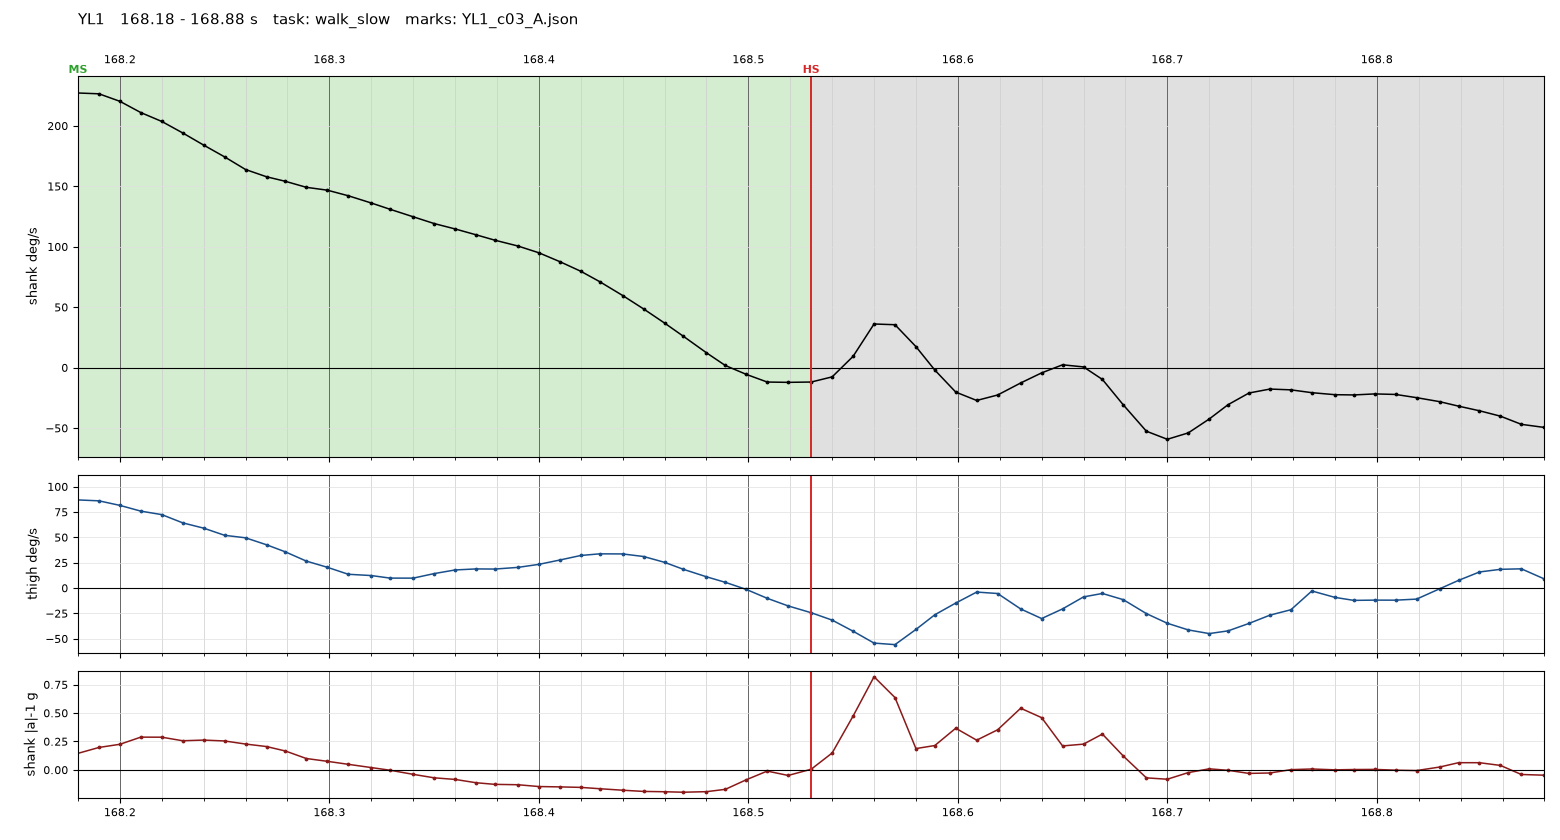 YL1   168.18 - 168.88 s   task: walk_slow   marks: YL1_c03_A.json
168.2 168.3 168.4 168.5 168.6 168.7 168.8
MS HS
shank deg/s
200
150
100
50
0
−50
thigh deg/s
100
75
50
25
0
−25
−50
shank |a|-1 g
0.75
0.50
0.25
0.00
168.2 168.3 168.4 168.5 168.6 168.7 168.8